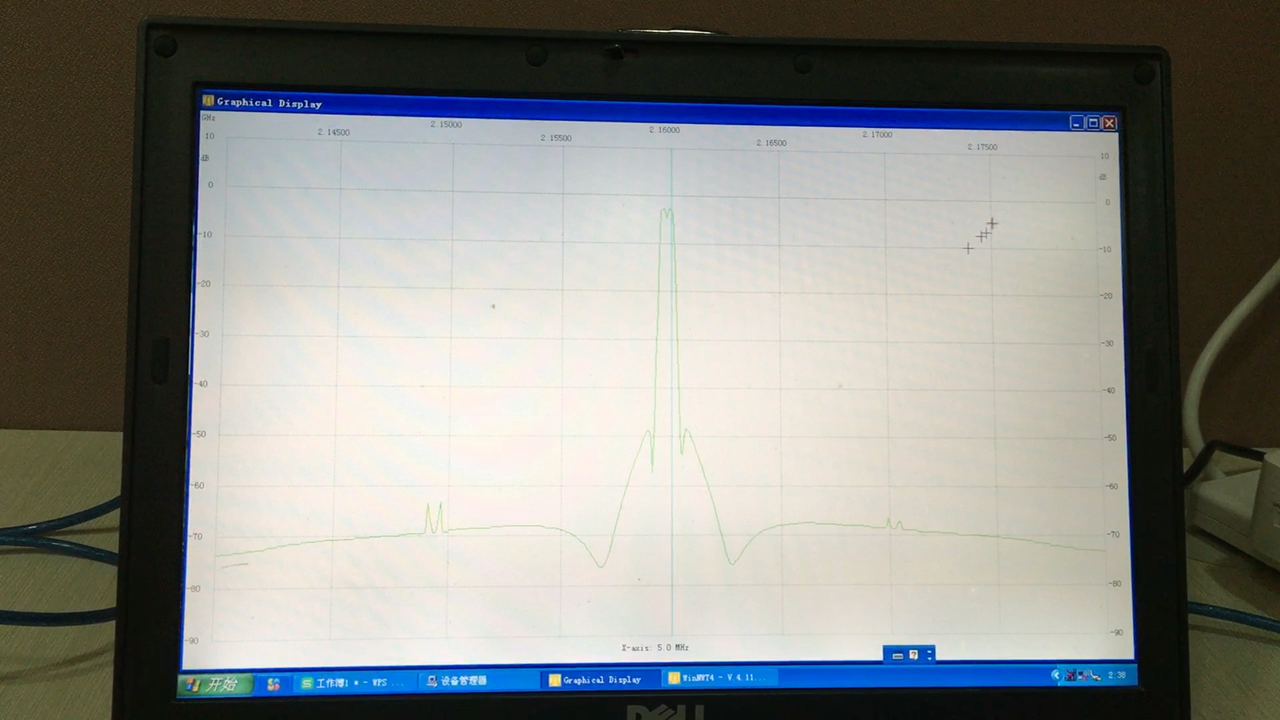 Graphical Display
GHz 2.14500 2.15000 2.15500 2.16000 2.16500 2.17000 2.17500
10 10
dB dB
0 0
-10 -10
-20 -20
-30 -30
-40 -40
-50 -50
-60 -60
-70 -70
-80 -80
-90 -90
X-axis: 5.0 MHz
开始 工作簿1 * - WPS ... 设备管理器 Graphical Display WinNWT4 - V.4.11... 2:38
DELL